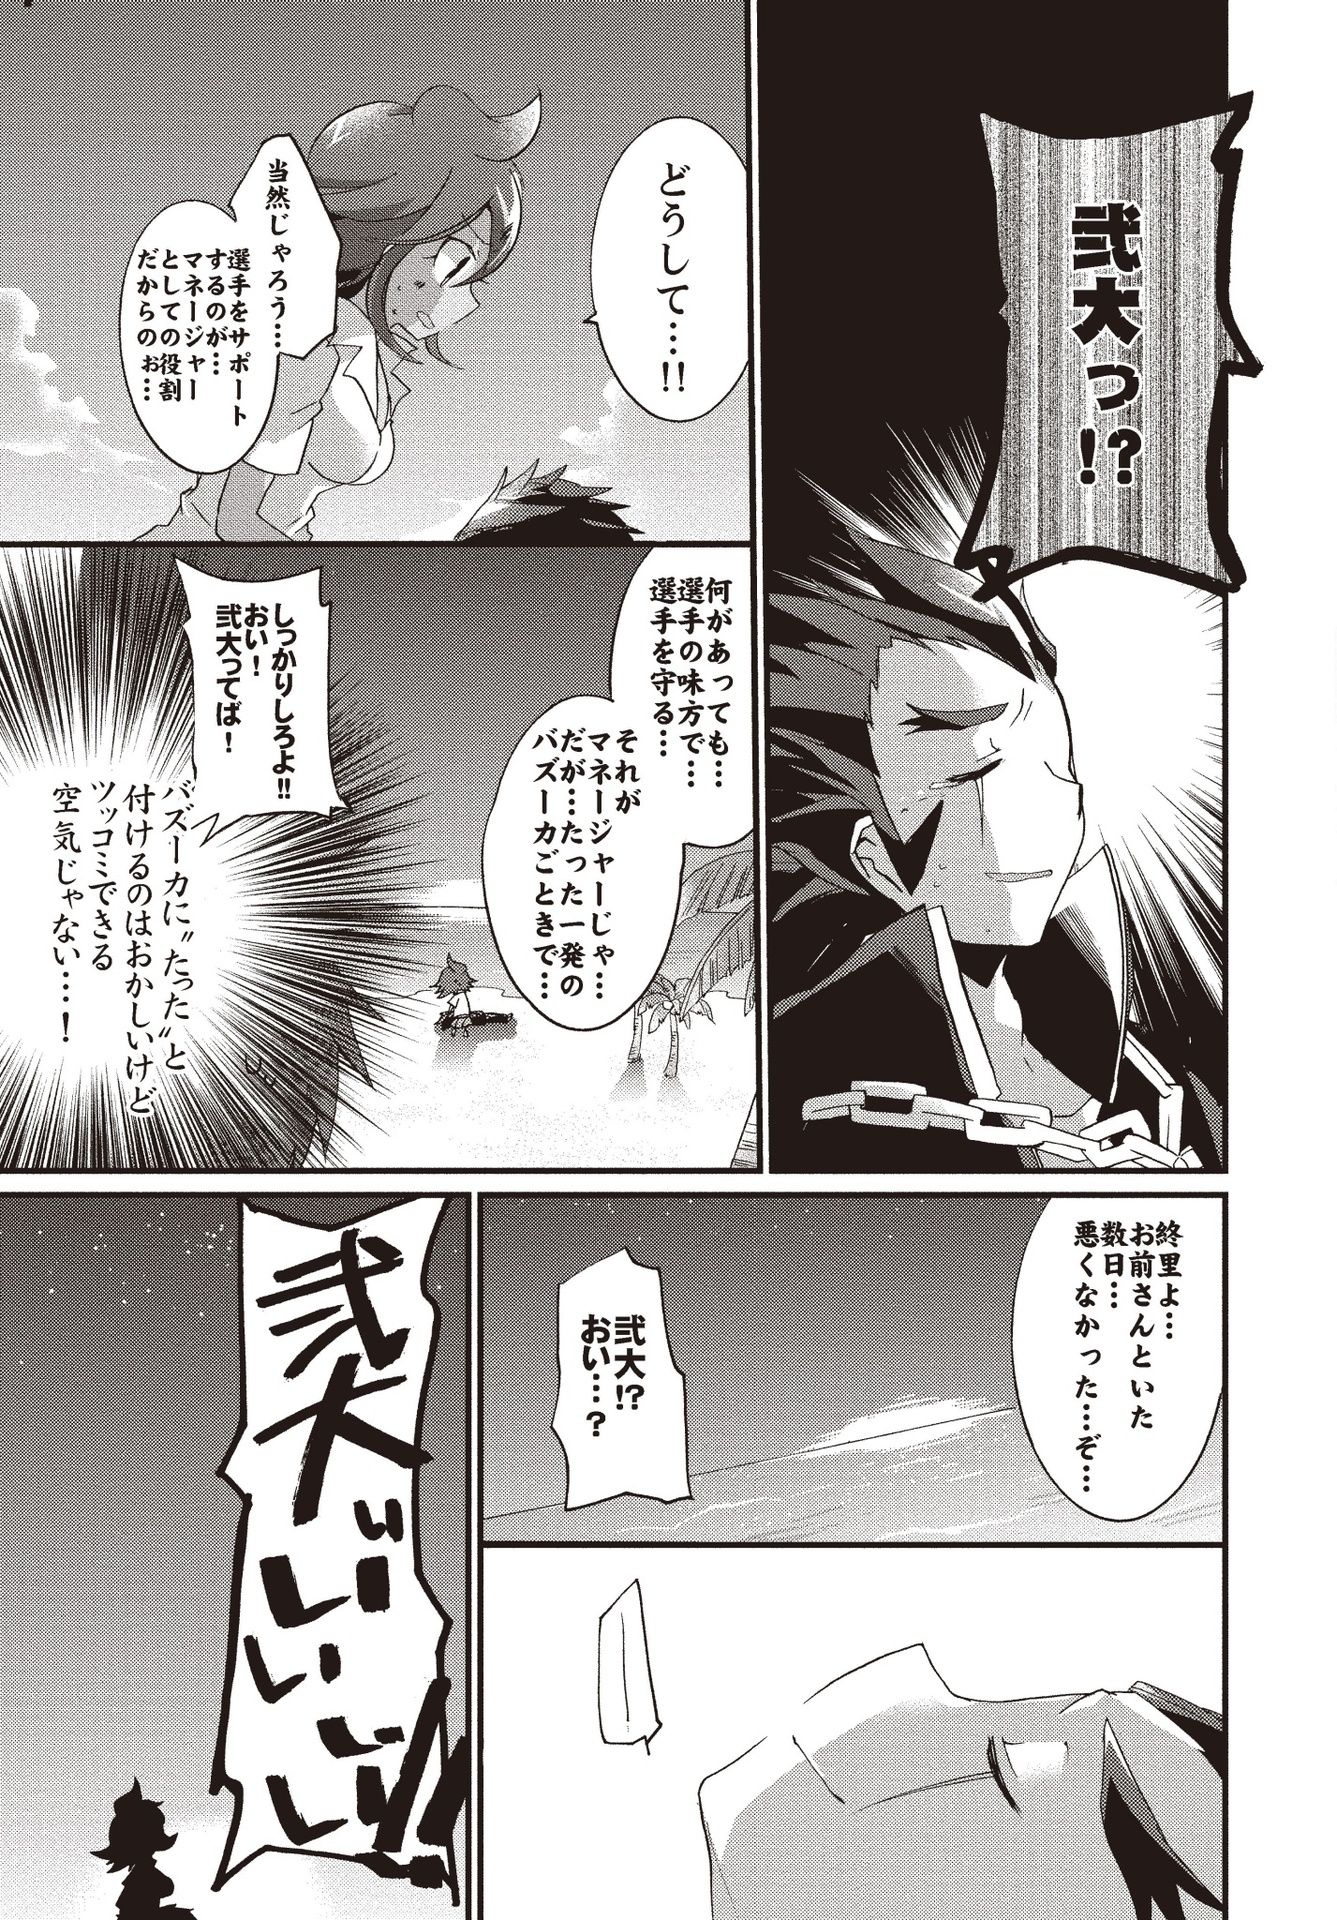 弐大っ!?
どうして…!!
当然じゃろう…
選手をサポート
するのが…
マネージャー
としての役割
だからのぉ…
何があっても…
選手の味方で…
選手を守る…
それが
マネージャーじゃ…
だが…たった一発の
バズーカごときで…
しっかりしろよ!!
おい!
弐大ってば!
バズーカに〝たった〟と
付けるのはおかしいけど
ツッコミできる
空気じゃない…!
終里よ…
お前さんといた
数日…
悪くなかった…ぞ…
弐大!?
おい…?
弐大ぃいいいいいい!!